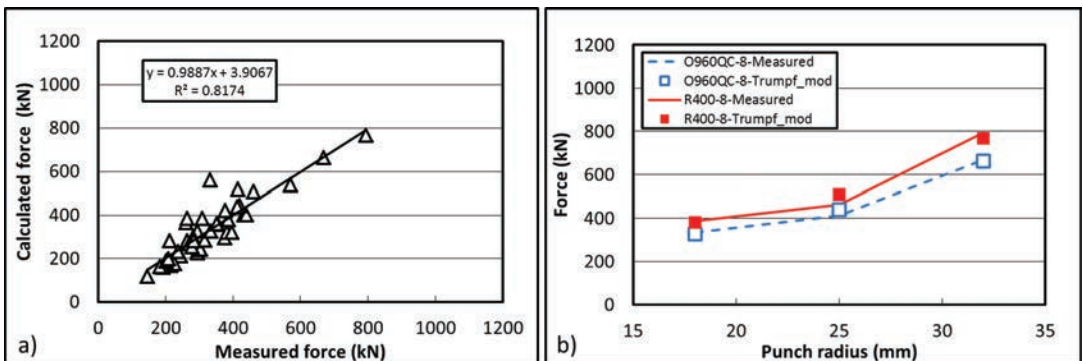 1200
1000
800
600
400
200
0
Calculated force (kN)
y = 0.9887x + 3.9067
R² = 0.8174
0 200 400 600 800 1000 1200
Measured force (kN)
a)
1200
1000
800
600
400
200
0
Force (kN)
O960QC-8-Measured
O960QC-8-Trumpf_mod
R400-8-Measured
R400-8-Trumpf_mod
15 20 25 30 35
Punch radius (mm)
b)